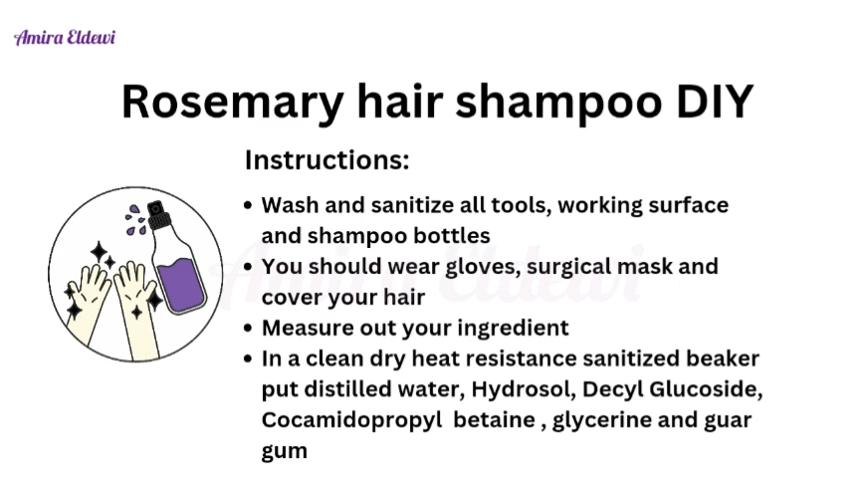 Amira Eldewi
Rosemary hair shampoo DIY
Instructions:
• Wash and sanitize all tools, working surface
and shampoo bottles
• You should wear gloves, surgical mask and
cover your hair
• Measure out your ingredient
• In a clean dry heat resistance sanitized beaker
put distilled water, Hydrosol, Decyl Glucoside,
Cocamidopropyl  betaine , glycerine and guar
gum
Amira Eldewi